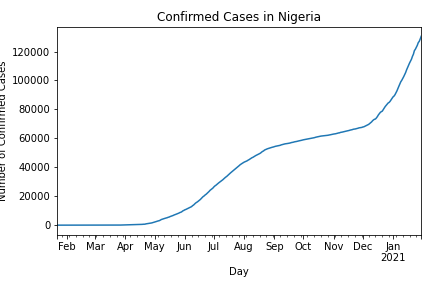 Confirmed Cases in Nigeria
Number of Confirmed Cases
120000
100000
80000
60000
40000
20000
0
Feb Mar Apr May Jun Jul Aug Sep Oct Nov Dec Jan
2021
Day